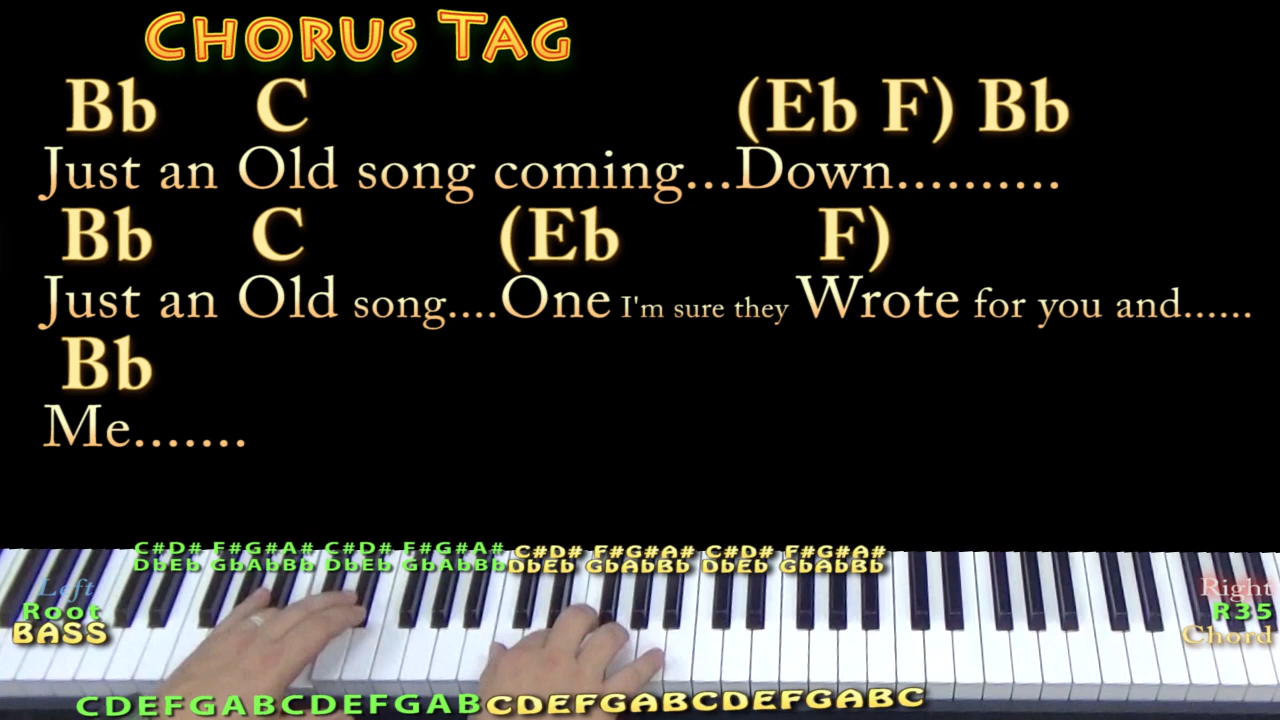 CHORUS TAG
Bb C (Eb F) Bb
Just an Old song coming...Down..........
Bb C (Eb F)
Just an Old song....One I'm sure they Wrote for you and......
Bb
Me.......
C#D# F#G#A# C#D# F#G#A# C#D# F#G#A# C#D# F#G#A#
DbEb GbAbBb DbEb GbAbBb DbEb GbAbBb DbEb GbAbBb
Left
Root
BASS
Right
R35
Chord
CDEFGABCDEFGABCDEFGABCDEFGABC